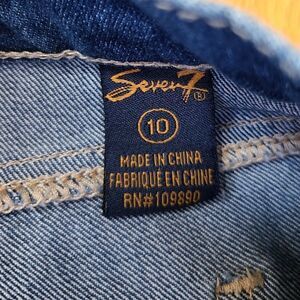 Seven7®
10
MADE IN CHINA
FABRIQUÉ EN CHINE
RN#109890